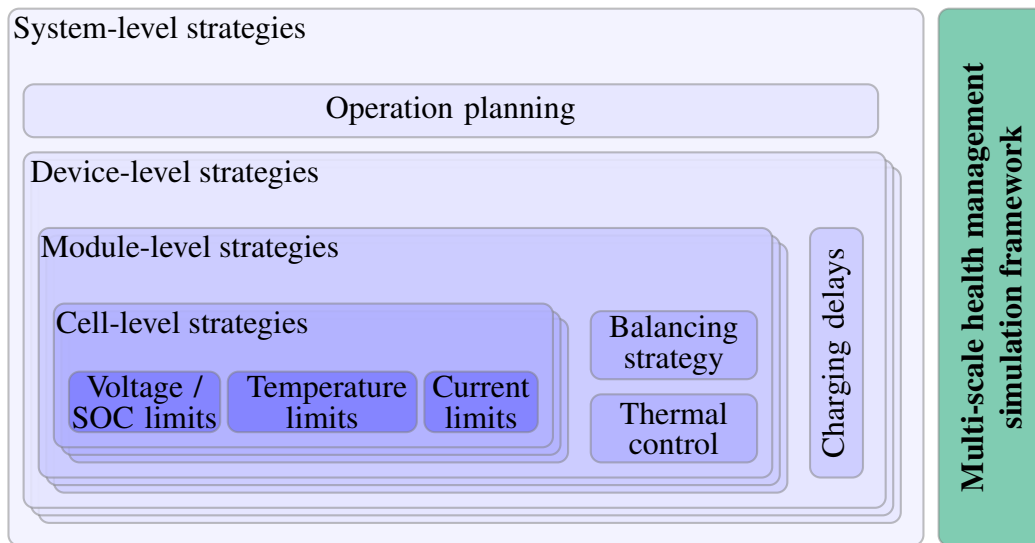 System-level strategies
Operation planning
Device-level strategies
Module-level strategies
Cell-level strategies
Voltage /
SOC limits
Temperature
limits
Current
limits
Balancing
strategy
Thermal
control
Charging delays
Multi-scale health management
simulation framework